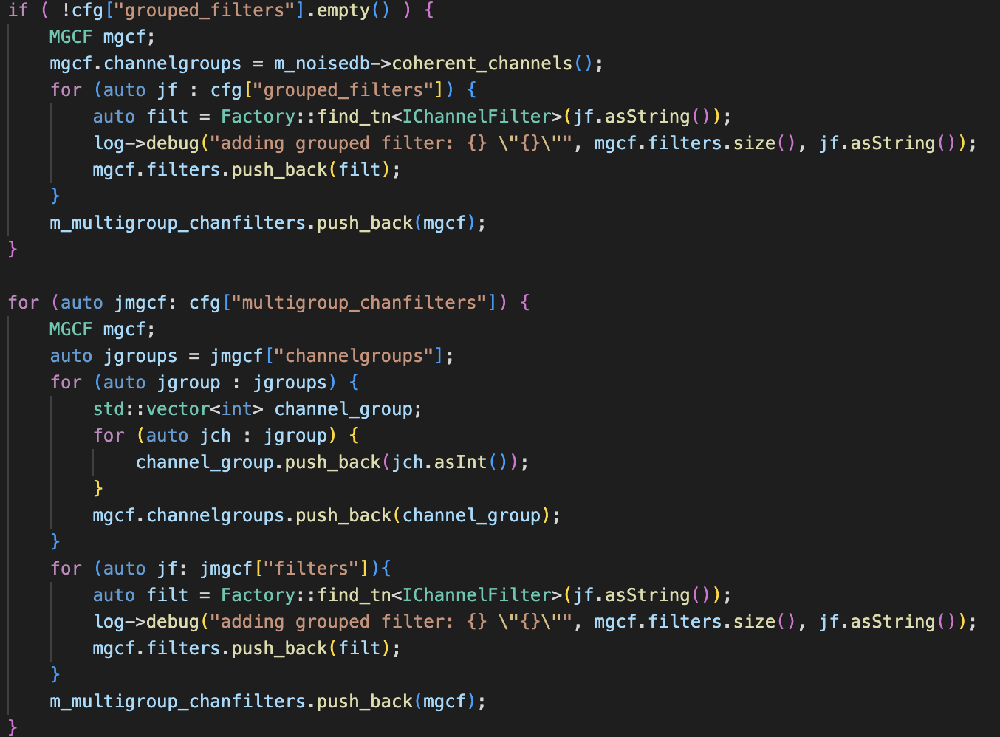 if ( !cfg["grouped_filters"].empty() ) {
    MGCF mgcf;
    mgcf.channelgroups = m_noisedb->coherent_channels();
    for (auto jf : cfg["grouped_filters"]) {
        auto filt = Factory::find_tn<IChannelFilter>(jf.asString());
        log->debug("adding grouped filter: {} \"{}\"", mgcf.filters.size(), jf.asString());
        mgcf.filters.push_back(filt);
    }
    m_multigroup_chanfilters.push_back(mgcf);
}

for (auto jmgcf: cfg["multigroup_chanfilters"]) {
    MGCF mgcf;
    auto jgroups = jmgcf["channelgroups"];
    for (auto jgroup : jgroups) {
        std::vector<int> channel_group;
        for (auto jch : jgroup) {
            channel_group.push_back(jch.asInt());
        }
        mgcf.channelgroups.push_back(channel_group);
    }
    for (auto jf: jmgcf["filters"]){
        auto filt = Factory::find_tn<IChannelFilter>(jf.asString());
        log->debug("adding grouped filter: {} \"{}\"", mgcf.filters.size(), jf.asString());
        mgcf.filters.push_back(filt);
    }
    m_multigroup_chanfilters.push_back(mgcf);
}